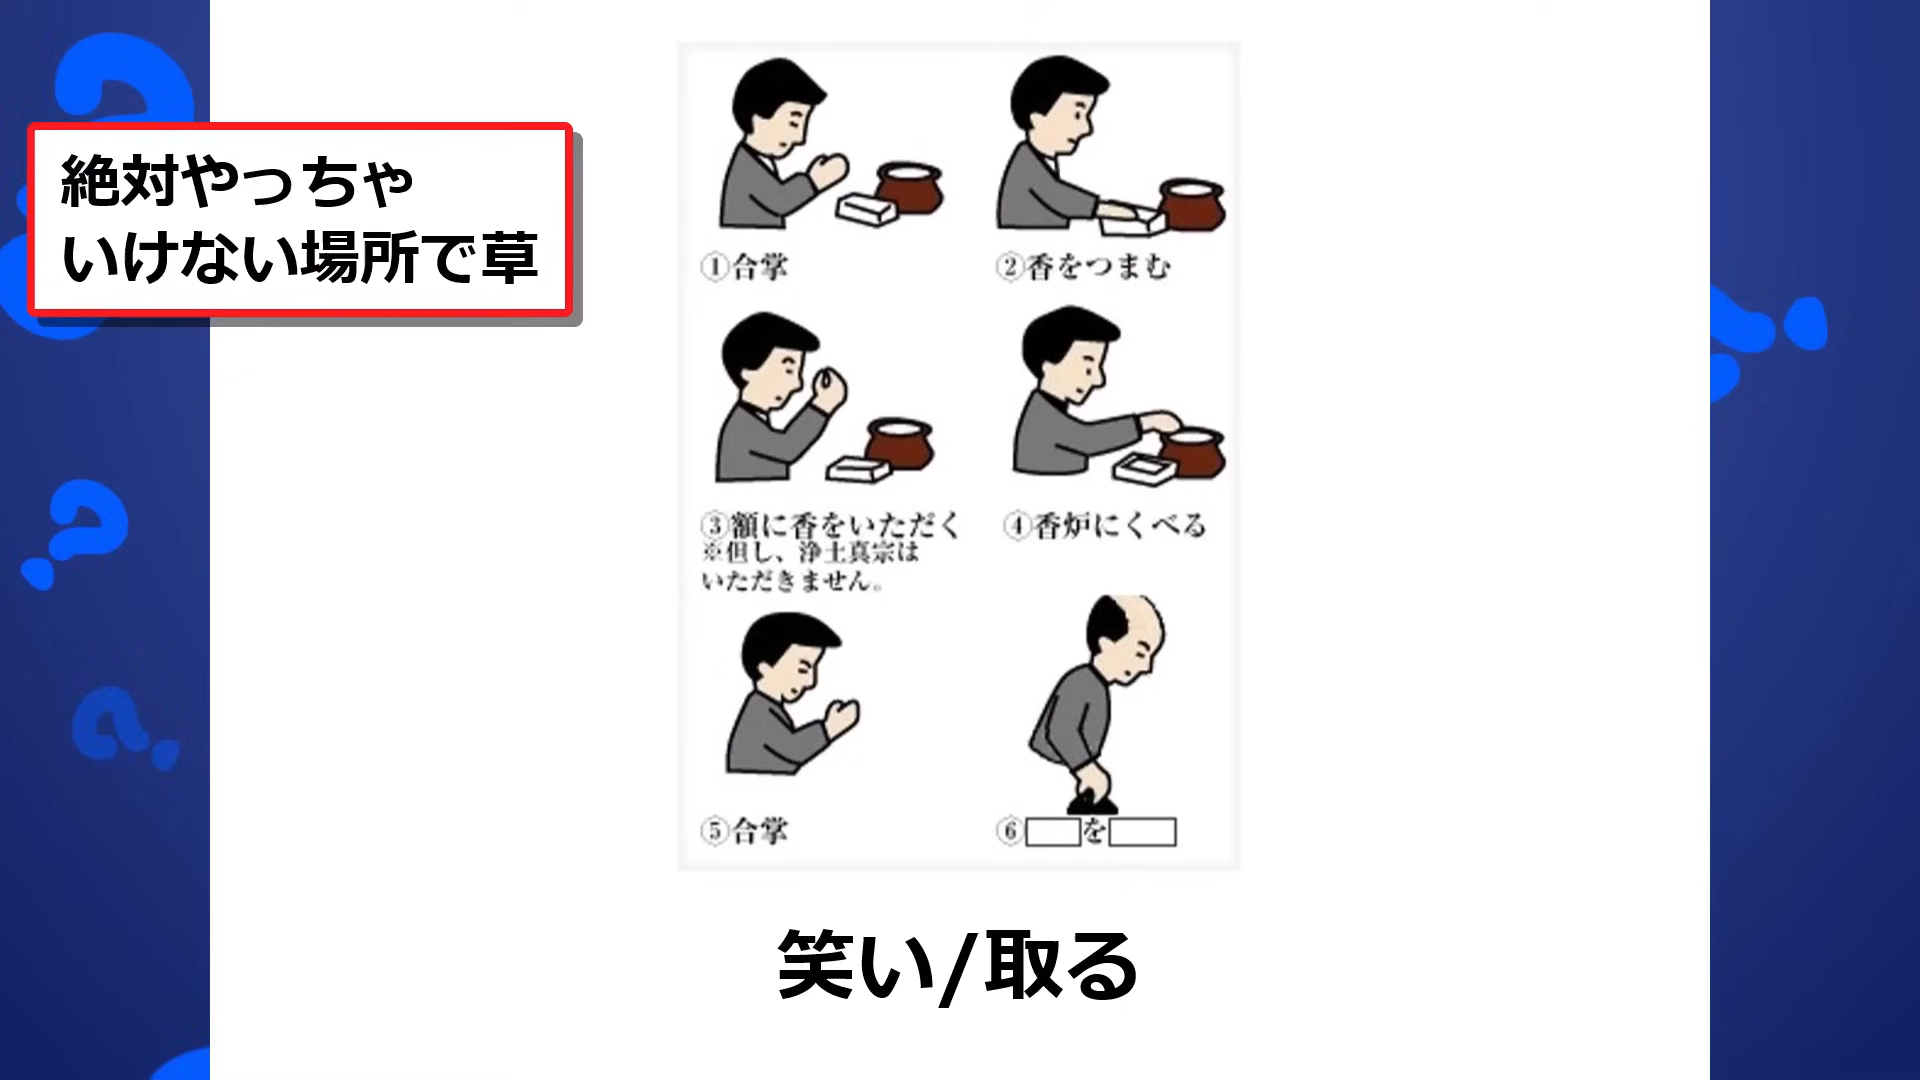 絶対やっちゃ
いけない場所で草
①合掌
②香をつまむ
③額に香をいただく
※但し、浄土真宗は
いただきません。
④香炉にくべる
⑤合掌
⑥ を
笑い/取る